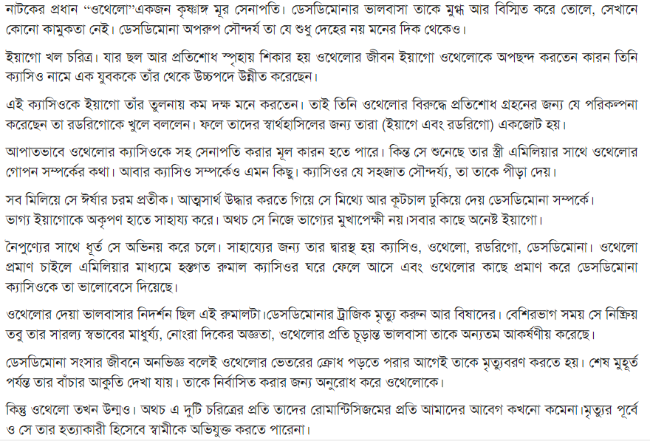 নাটকের প্রধান “ওথেলো”একজন কৃষ্ণাঙ্গ মূর সেনাপতি। ডেসডিমোনার ভালবাসা তাকে মুগ্ধ আর বিস্মিত করে তোলে, সেখানে
কোনো কামুকতা নেই। ডেসডিমোনা অপরুপ সৌন্দর্য তা যে শুধু দেহের নয় মনের দিক থেকেও।
ইয়াগো খল চরিত্র। যার ছল আর প্রতিশোধ স্পৃহায় শিকার হয় ওথেলোর জীবন ইয়াগো ওথেলোকে অপছন্দ করতেন কারন তিনি
ক্যাসিও নামে এক যুবককে তাঁর থেকে উচ্চপদে উন্নীত করেছেন।
এই ক্যাসিওকে ইয়াগো তাঁর তুলনায় কম দক্ষ মনে করতেন। তাই তিনি ওথেলোর বিরুদ্ধে প্রতিশোধ গ্রহনের জন্য যে পরিকল্পনা
করেছেন তা রডরিগোকে খুলে বললেন। ফলে তাদের স্বার্থহাসিলের জন্য তারা (ইয়াগে এবং রডরিগো) একজোট হয়।
আপাতভাবে ওথেলোর ক্যাসিওকে সহ সেনাপতি করার মূল কারন হতে পারে। কিন্ত সে শুনেছে তার স্ত্রী এমিলিয়ার সাথে ওথেলোর
গোপন সম্পর্কের কথা। আবার ক্যাসিও সম্পর্কেও এমন কিছু। ক্যাসিওর যে সহজাত সৌন্দর্য্য, তা তাকে পীড়া দেয়।
সব মিলিয়ে সে ঈর্ষার চরম প্রতীক। আত্মসার্থ উদ্ধার করতে গিয়ে সে মিথ্যে আর কূটচাল ঢুকিয়ে দেয় ডেসডিমোনা সম্পর্কে।
ভাগ্য ইয়াগোকে অকৃপণ হাতে সাহায্য করে। অথচ সে নিজে ভাগ্যের মুখাপেক্ষী নয়।সবার কাছে অনেষ্ট ইয়াগো।
নৈপুণ্যের সাথে ধূর্ত সে অভিনয় করে চলে। সাহায্যের জন্য তার দ্বারস্থ হয় ক্যাসিও, ওথেলো, রডরিগো, ডেসডিমোনা। ওথেলো
প্রমাণ চাইলে এমিলিয়ার মাধ্যমে হস্তগত রুমাল ক্যাসিওর ঘরে ফেলে আসে এবং ওথেলোর কাছে প্রমাণ করে ডেসডিমোনা
ক্যাসিওকে তা ভালোবেসে দিয়েছে।
ওথেলোর দেয়া ভালবাসার নিদর্শন ছিল এই রুমালটা।ডেসডিমোনার ট্রাজিক মৃত্যু করুন আর বিষাদের। বেশিরভাগ সময় সে নিষ্ক্রিয়
তবু তার সারল্য স্বভাবের মাধুর্য্য, নোংরা দিকের অজ্ঞতা, ওথেলোর প্রতি চূড়ান্ত ভালবাসা তাকে অন্যতম আকর্ষণীয় করেছে।
ডেসডিমোনা সংসার জীবনে অনভিজ্ঞ বলেই ওথেলোর ভেতরের ক্রোধ পড়তে পরার আগেই তাকে মৃত্যুবরণ করতে হয়। শেষ মুহূর্ত
পর্যন্ত তার বাঁচার আকুতি দেখা যায়। তাকে নির্বাসিত করার জন্য অনুরোধ করে ওথেলোকে।
কিন্তু ওথেলো তখন উন্মও। অথচ এ দুটি চরিত্রের প্রতি তাদের রোমান্টিসিজমের প্রতি আমাদের আবেগ কখনো কমেনা।মৃত্যুর পূর্বে
ও সে তার হত্যাকারী হিসেবে স্বামীকে অভিযুক্ত করতে পারেনা।